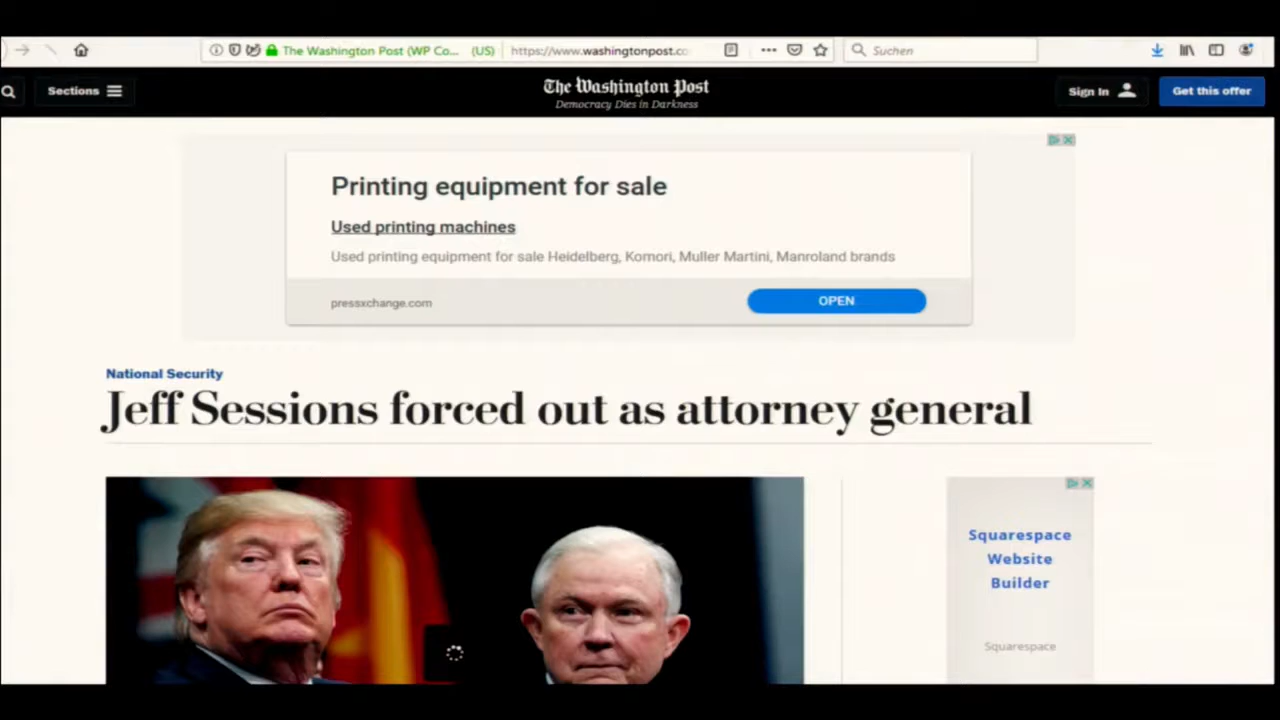 The Washington Post (WP Co... (US) https://www.washingtonpost.co ... Suchen
Sections The Washington Post Sign In Get this offer
Democracy Dies in Darkness
Printing equipment for sale
Used printing machines
Used printing equipment for sale Heidelberg, Komori, Muller Martini, Manroland brands
pressxchange.com OPEN
National Security
Jeff Sessions forced out as attorney general
Squarespace
Website
Builder
Squarespace